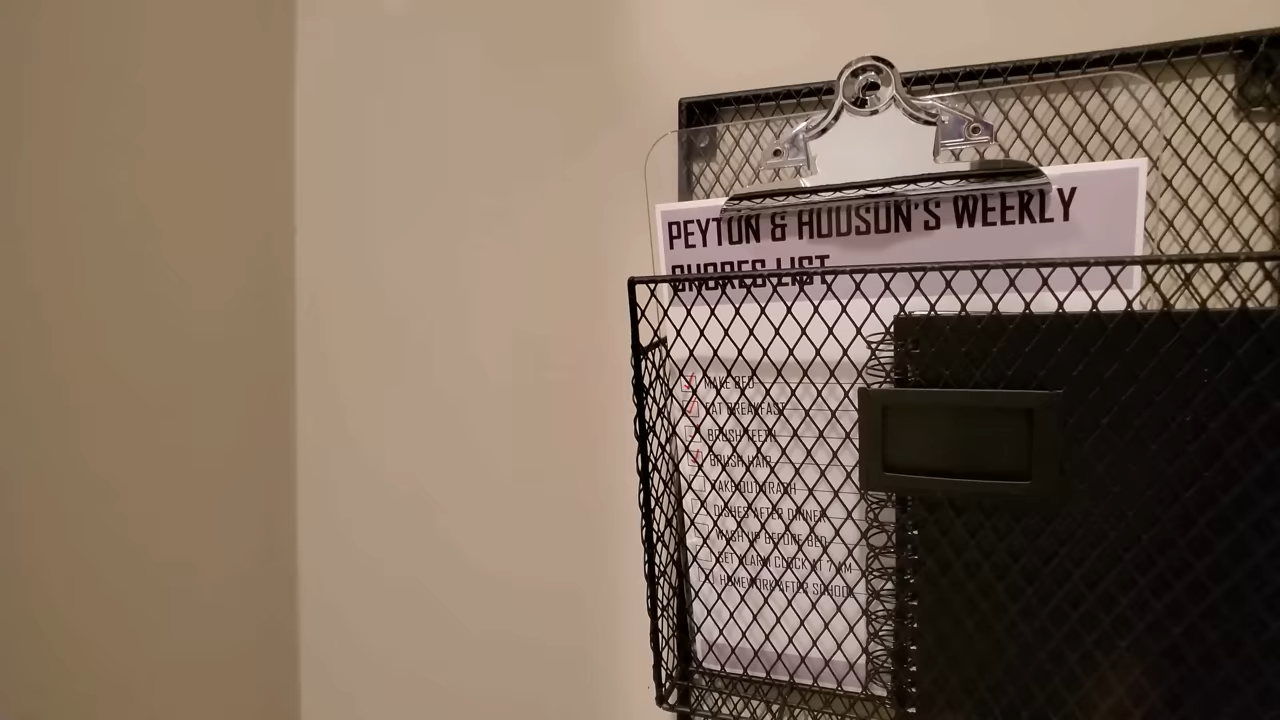 PEYTON & HUDSON'S WEEKLY
CHORES LIST
MAKE BED
EAT BREAKFAST
BRUSH TEETH
BRUSH HAIR
TAKE OUT TRASH
DISHES AFTER DINNER
WASH UP BEFORE BED
SET ALARM CLOCK AT 7 AM
HOMEWORK AFTER SCHOOL